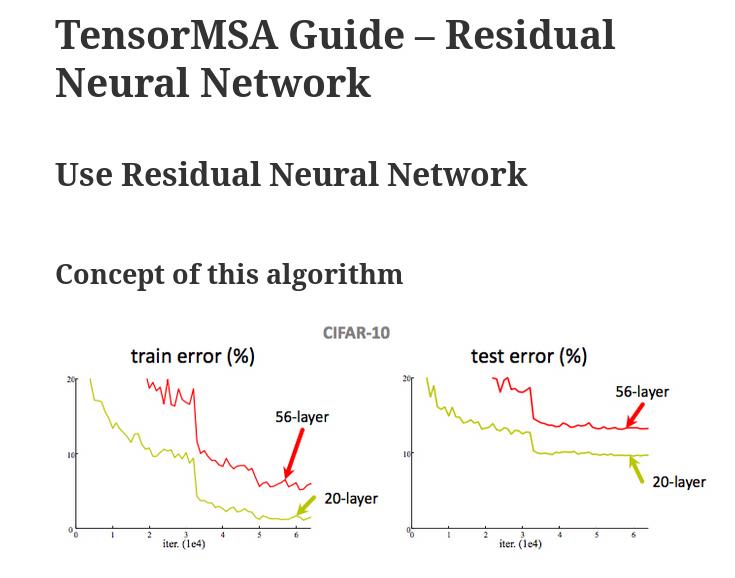 TensorMSA Guide – Residual
Neural Network
Use Residual Neural Network
Concept of this algorithm
CIFAR-10
train error (%)
20
10
0
56-layer
20-layer
0 1 2 3 4 5 6
iter. (1e4)
test error (%)
20
10
0
56-layer
20-layer
0 1 2 3 4 5 6
iter. (1e4)